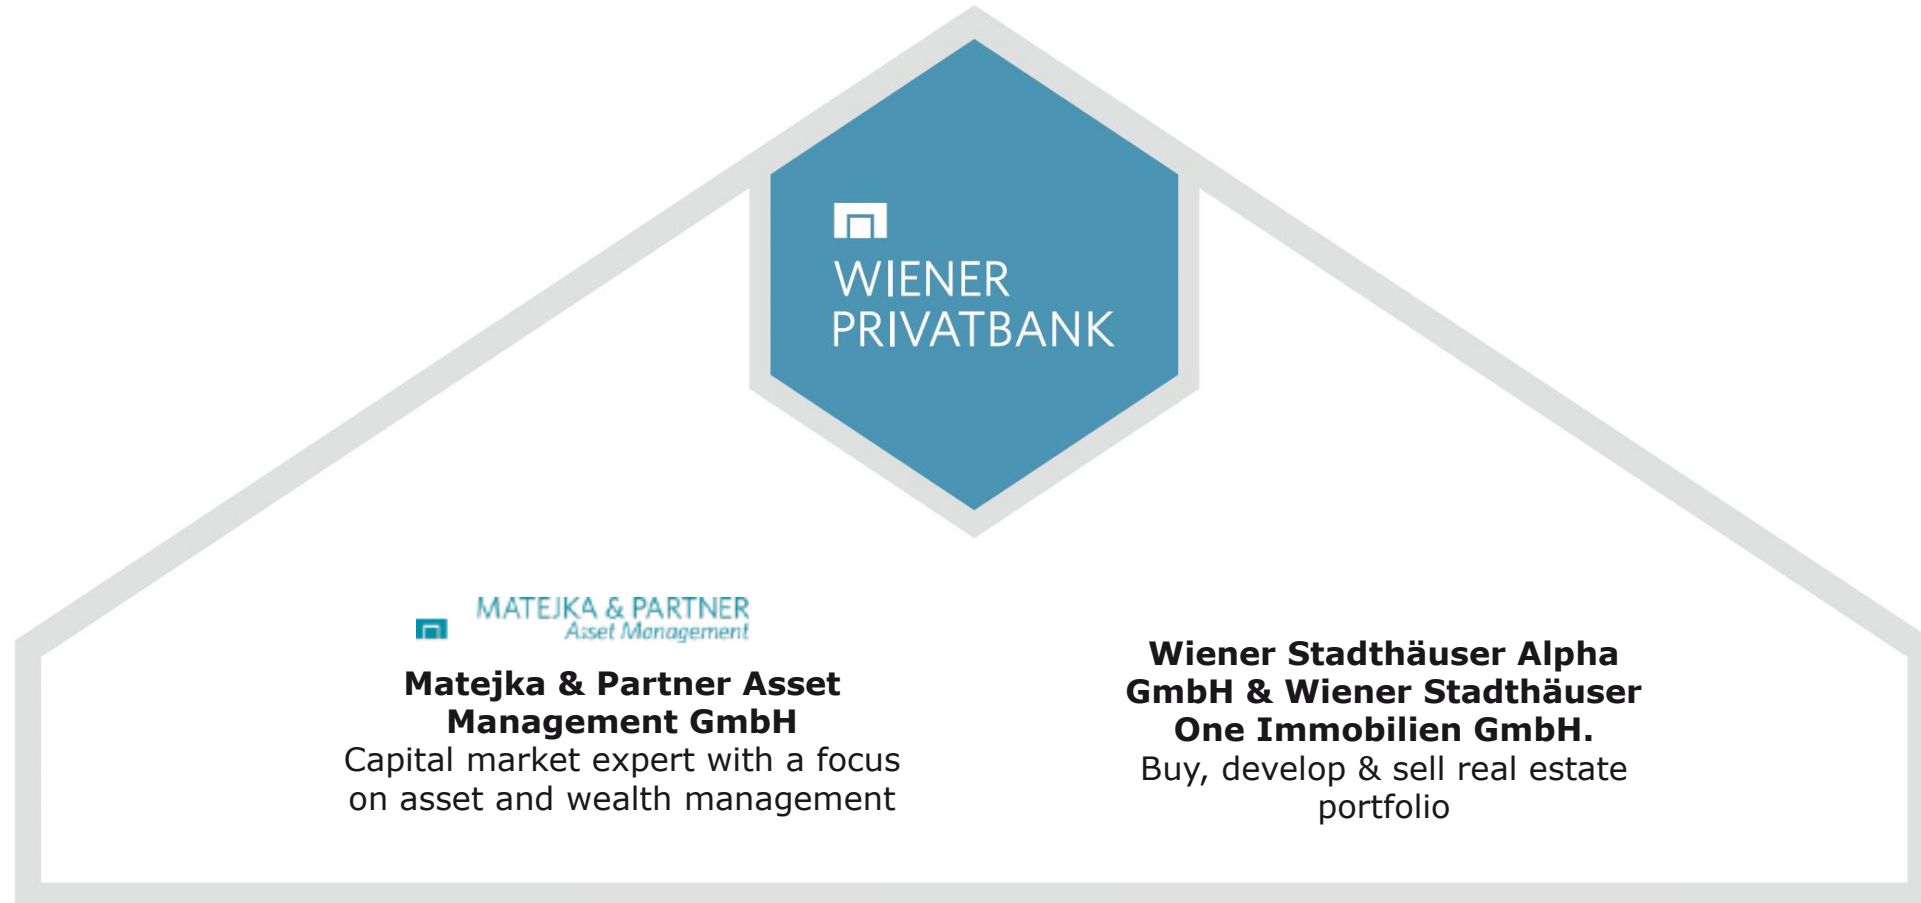 WIENER
PRIVATBANK
MATEJKA & PARTNER
Asset Management
Matejka & Partner Asset
Management GmbH
Capital market expert with a focus
on asset and wealth management
Wiener Stadthäuser Alpha
GmbH & Wiener Stadthäuser
One Immobilien GmbH.
Buy, develop & sell real estate
portfolio